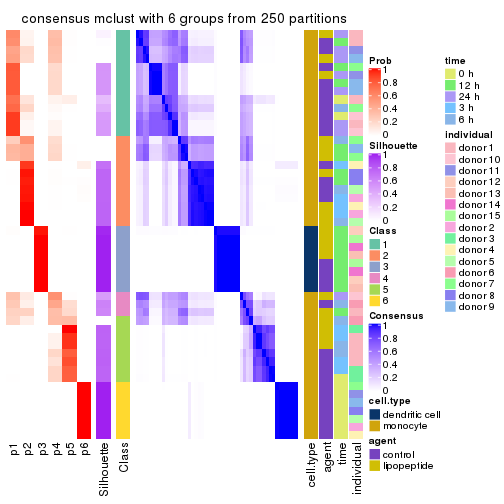 consensus mclust with 6 groups from 250 partitions
Prob
1
0.8
0.6
0.4
0.2
0
Silhouette
1
0.8
0.6
0.4
0.2
0
Class
1
2
3
4
5
6
Consensus
1
0.8
0.6
0.4
0.2
0
cell.type
dendritic cell
monocyte
agent
control
lipopeptide
time
0 h
12 h
24 h
3 h
6 h
individual
donor 1
donor 10
donor 11
donor 12
donor 13
donor 14
donor 15
donor 2
donor 3
donor 4
donor 5
donor 6
donor 7
donor 8
donor 9
p1
p2
p3
p4
p5
p6
Silhouette
Class
cell.type
agent
time
individual